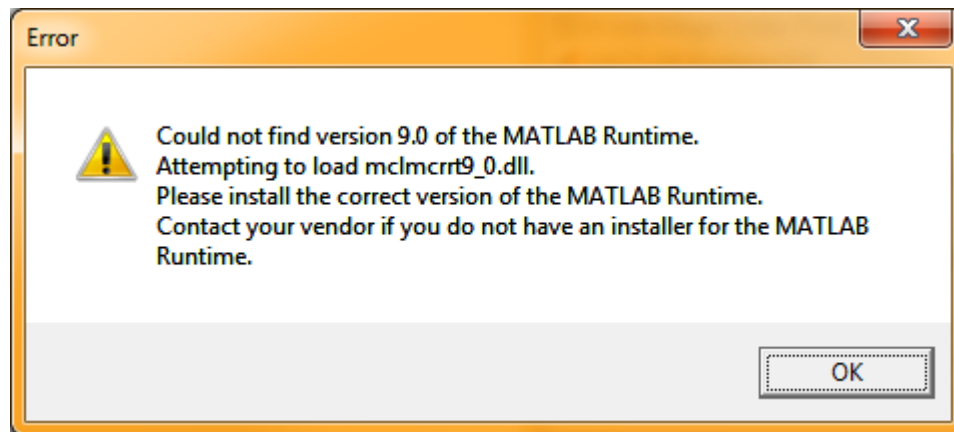 Error
Could not find version 9.0 of the MATLAB Runtime.
Attempting to load mclmcrrt9_0.dll.
Please install the correct version of the MATLAB Runtime.
Contact your vendor if you do not have an installer for the MATLAB
Runtime.
OK